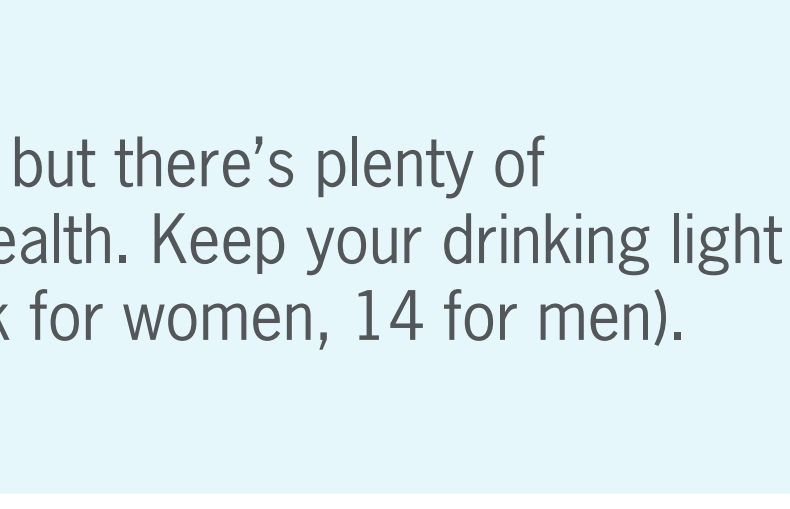 but there’s plenty of
ealth. Keep your drinking light
k for women, 14 for men).